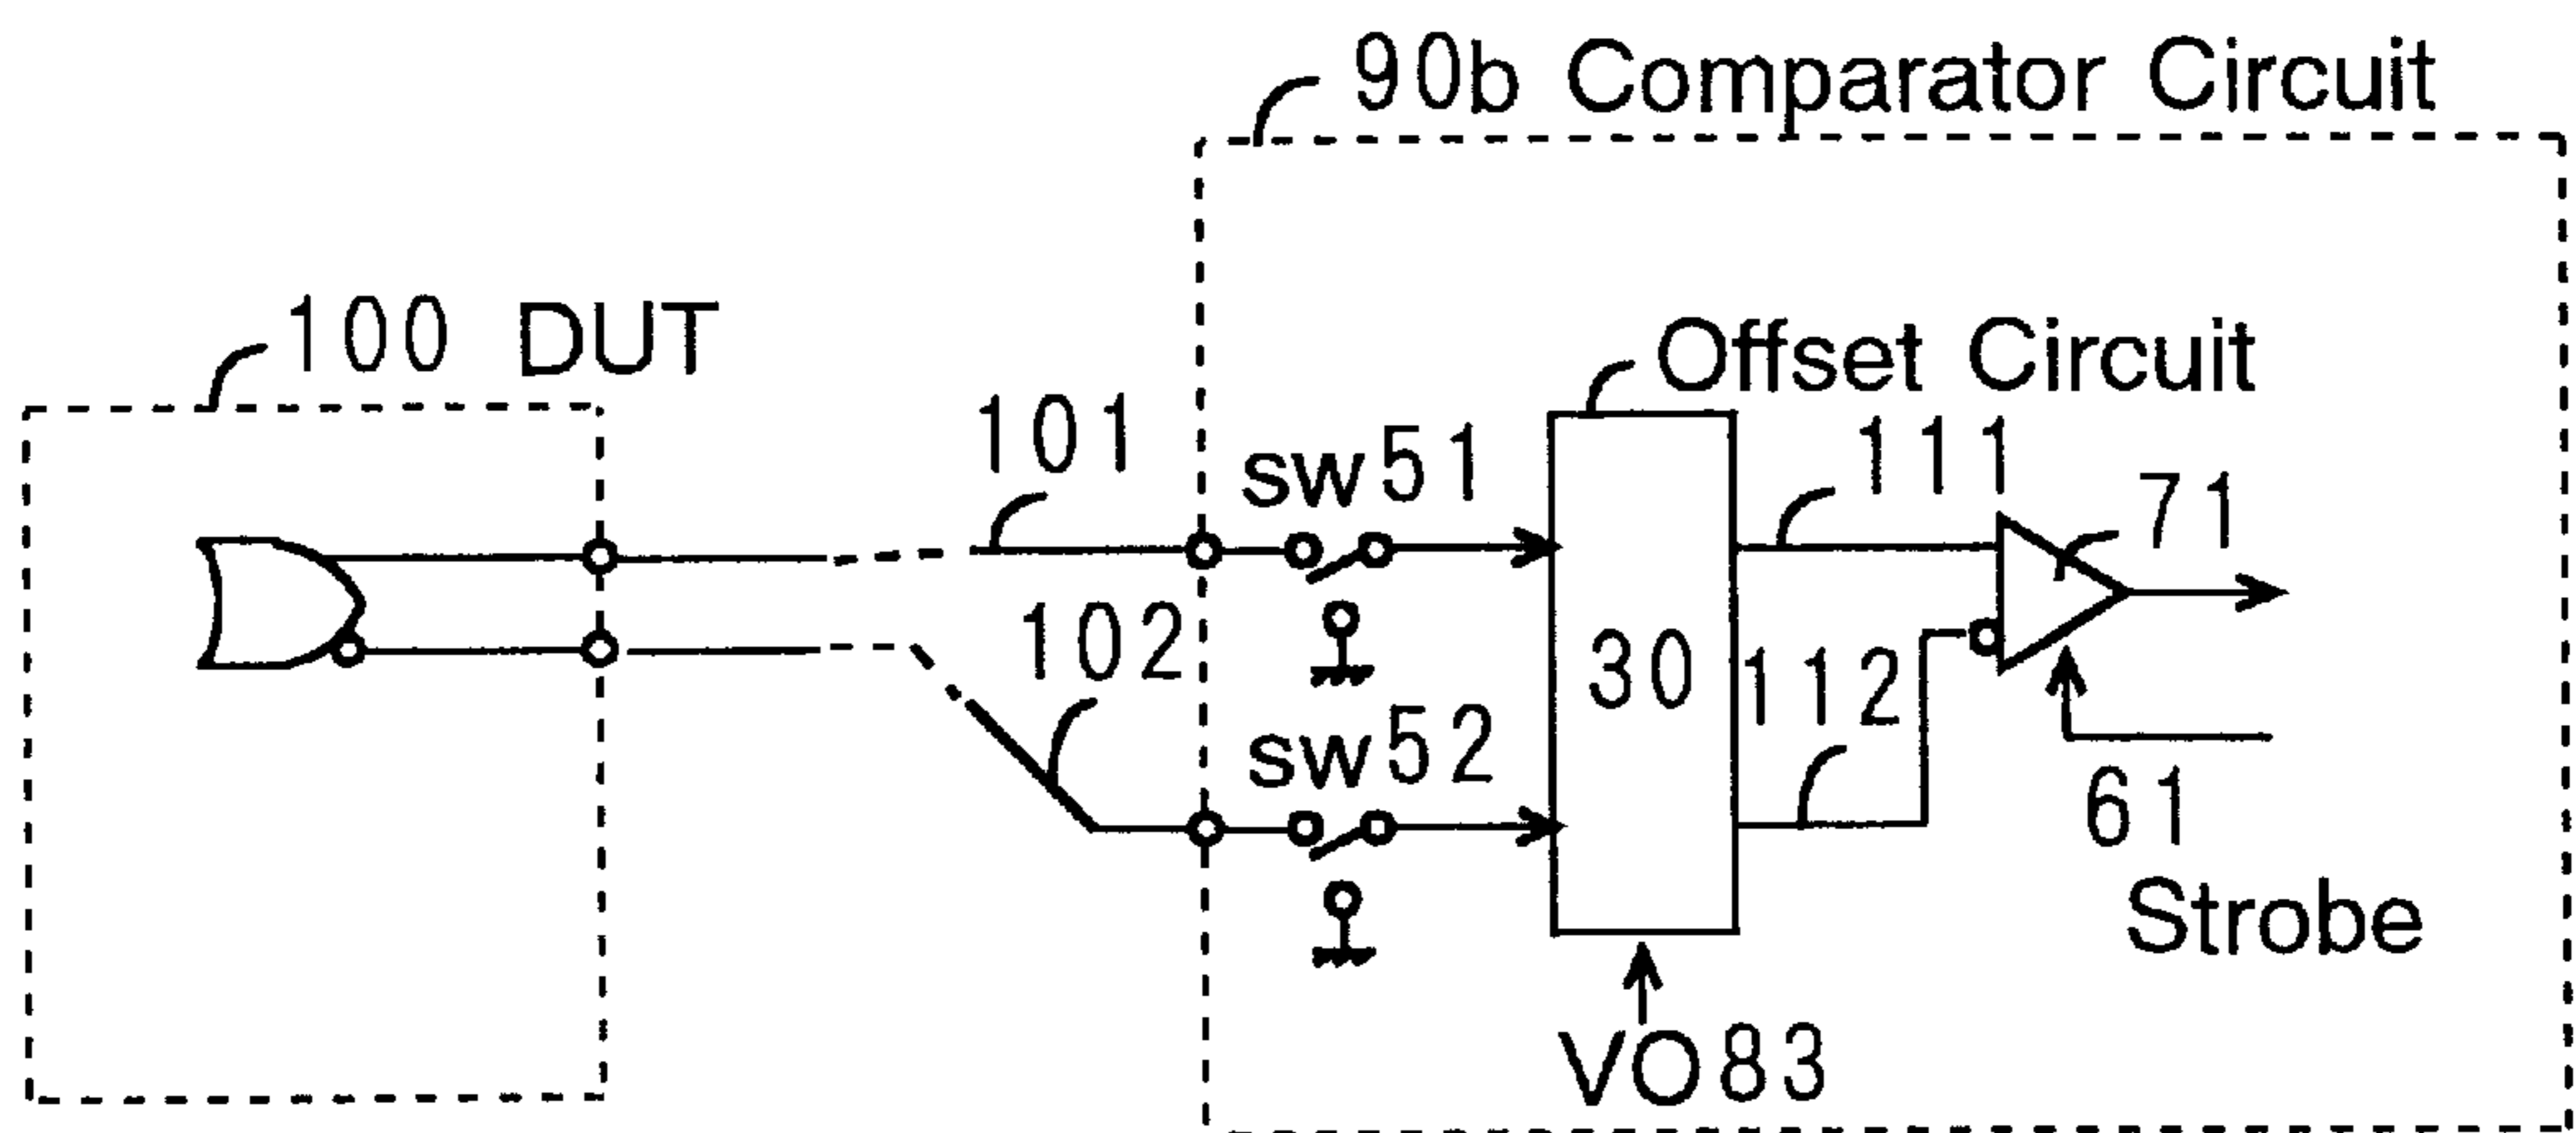 90b Comparator Circuit
100 DUT
Offset Circuit
101
sw51
111
71
102
30
112
sw52
61
Strobe
VO83